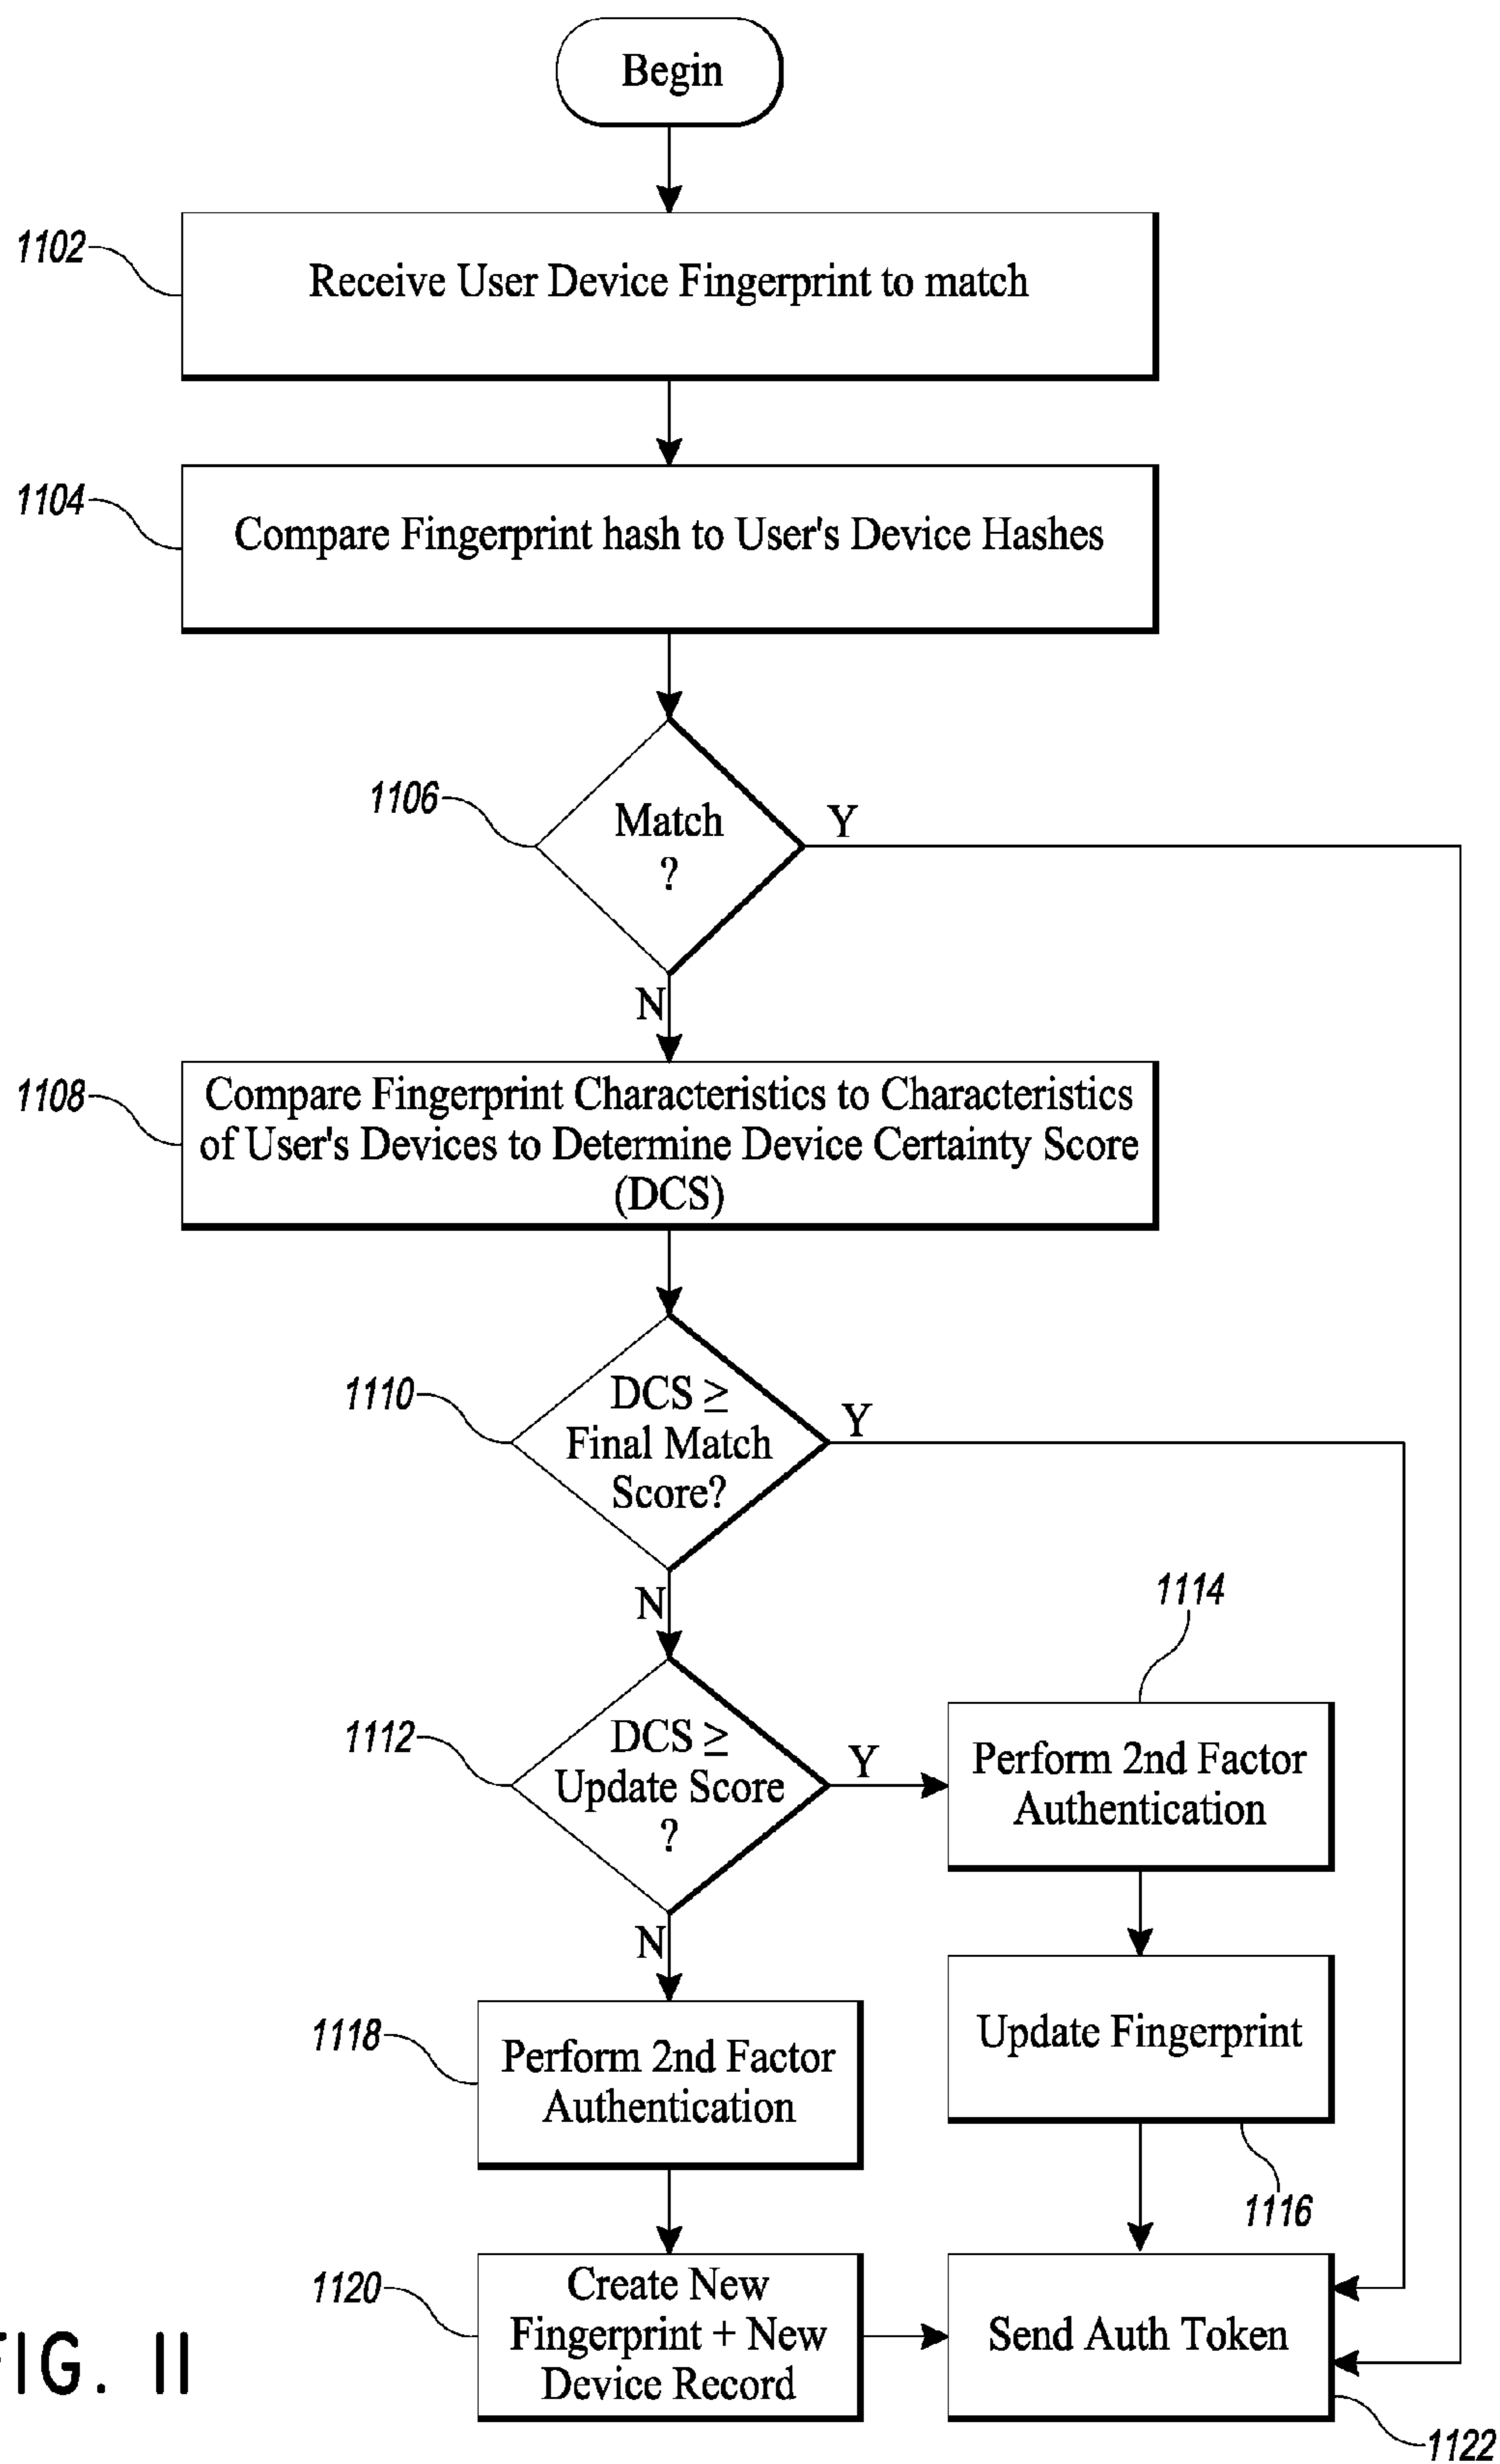 Begin
1102
Receive User Device Fingerprint to match
1104
Compare Fingerprint hash to User's Device Hashes
1106
Match
?
Y
N
1108
Compare Fingerprint Characteristics to Characteristics
of User's Devices to Determine Device Certainty Score
(DCS)
1110
DCS ≥
Final Match
Score?
Y
N
1112
DCS ≥
Update Score
?
Y
1114
Perform 2nd Factor
Authentication
N
Update Fingerprint
1116
1118
Perform 2nd Factor
Authentication
1120
Create New
Fingerprint + New
Device Record
Send Auth Token
1122
FIG. 11